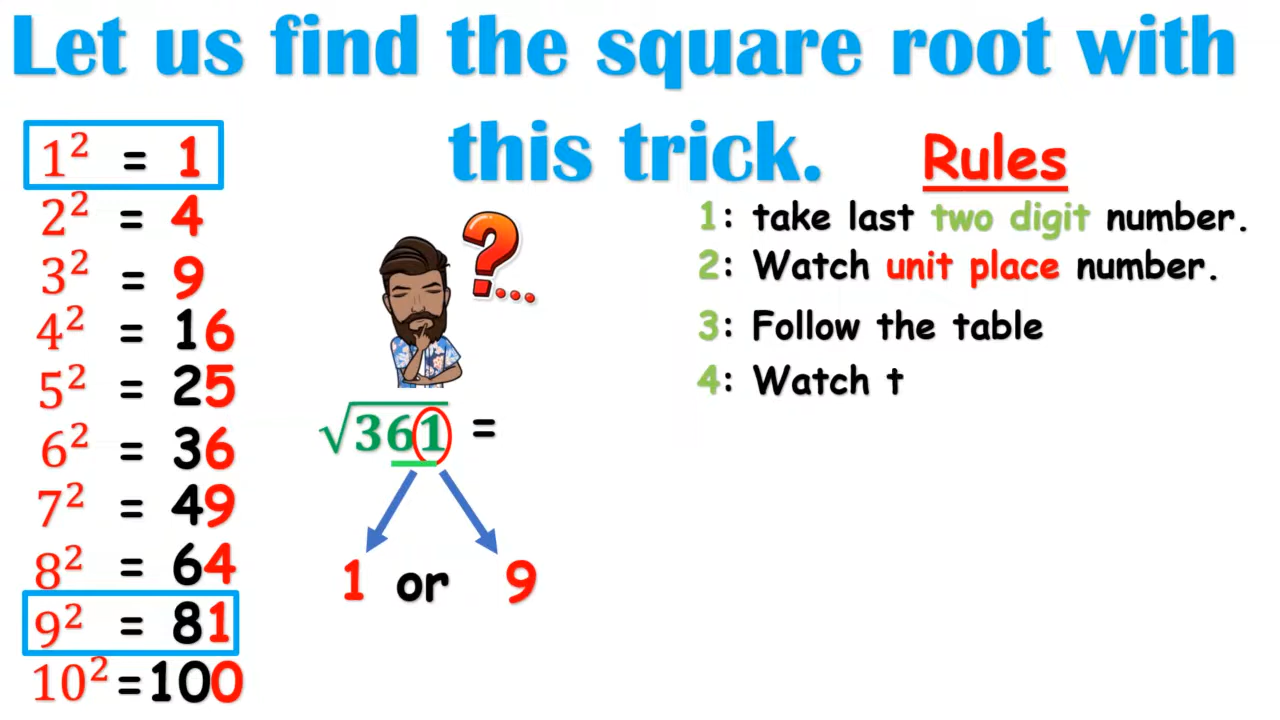 Let us find the square root with
this trick.
1² = 1
2² = 4
3² = 9
4² = 16
5² = 25
6² = 36
7² = 49
8² = 64
9² = 81
10² =100
?...
√361 =
1 or 9
Rules
1: take last two digit number.
2: Watch unit place number.
3: Follow the table
4: Watch t